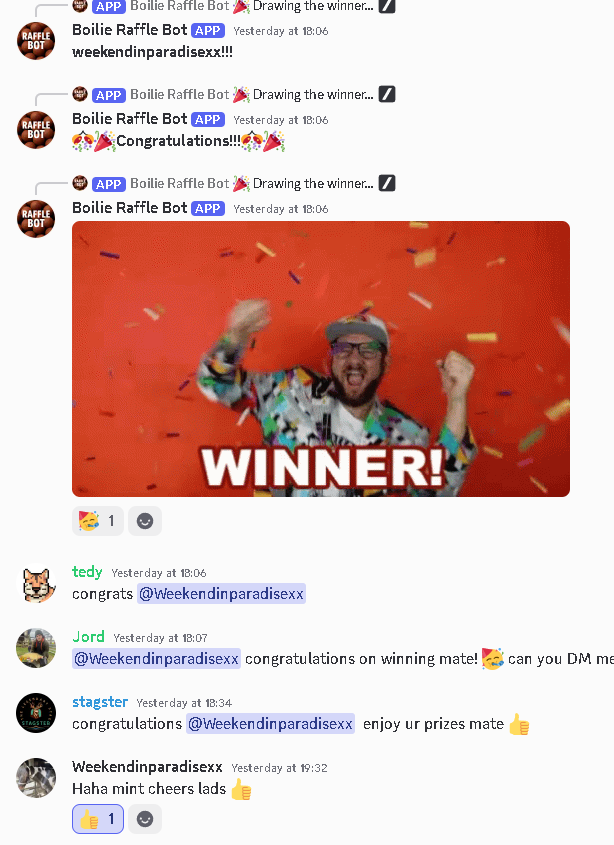 APP Boilie Raffle Bot 🎉 Drawing the winner...
RAFFLE BOT
Boilie Raffle Bot APP Yesterday at 18:06
weekendinparadisexx!!!
APP Boilie Raffle Bot 🎉 Drawing the winner...
RAFFLE BOT
Boilie Raffle Bot APP Yesterday at 18:06
🎊🎉Congratulations!!!🎊🎉
APP Boilie Raffle Bot 🎉 Drawing the winner...
RAFFLE BOT
Boilie Raffle Bot APP Yesterday at 18:06
WINNER!
🥳 1
tedy Yesterday at 18:06
congrats @Weekendinparadisexx
Jord Yesterday at 18:07
@Weekendinparadisexx congratulations on winning mate! 🥳 can you DM me
stagster Yesterday at 18:34
STAGSTER
congratulations @Weekendinparadisexx enjoy ur prizes mate 👍
Weekendinparadisexx Yesterday at 19:32
Haha mint cheers lads 👍
👍 1